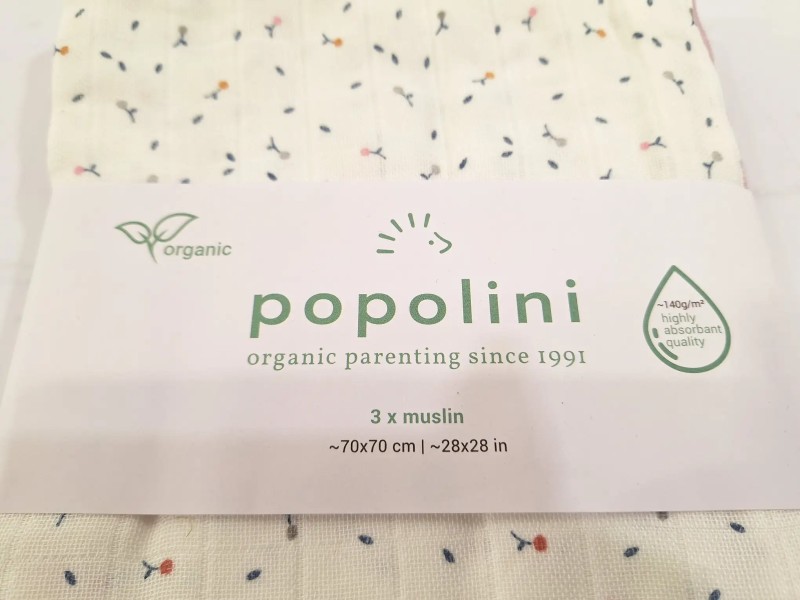 organic
popolini
organic parenting since 1991
~140g/m²
highly
absorbant
quality
3 x muslin
~70x70 cm | ~28x28 in